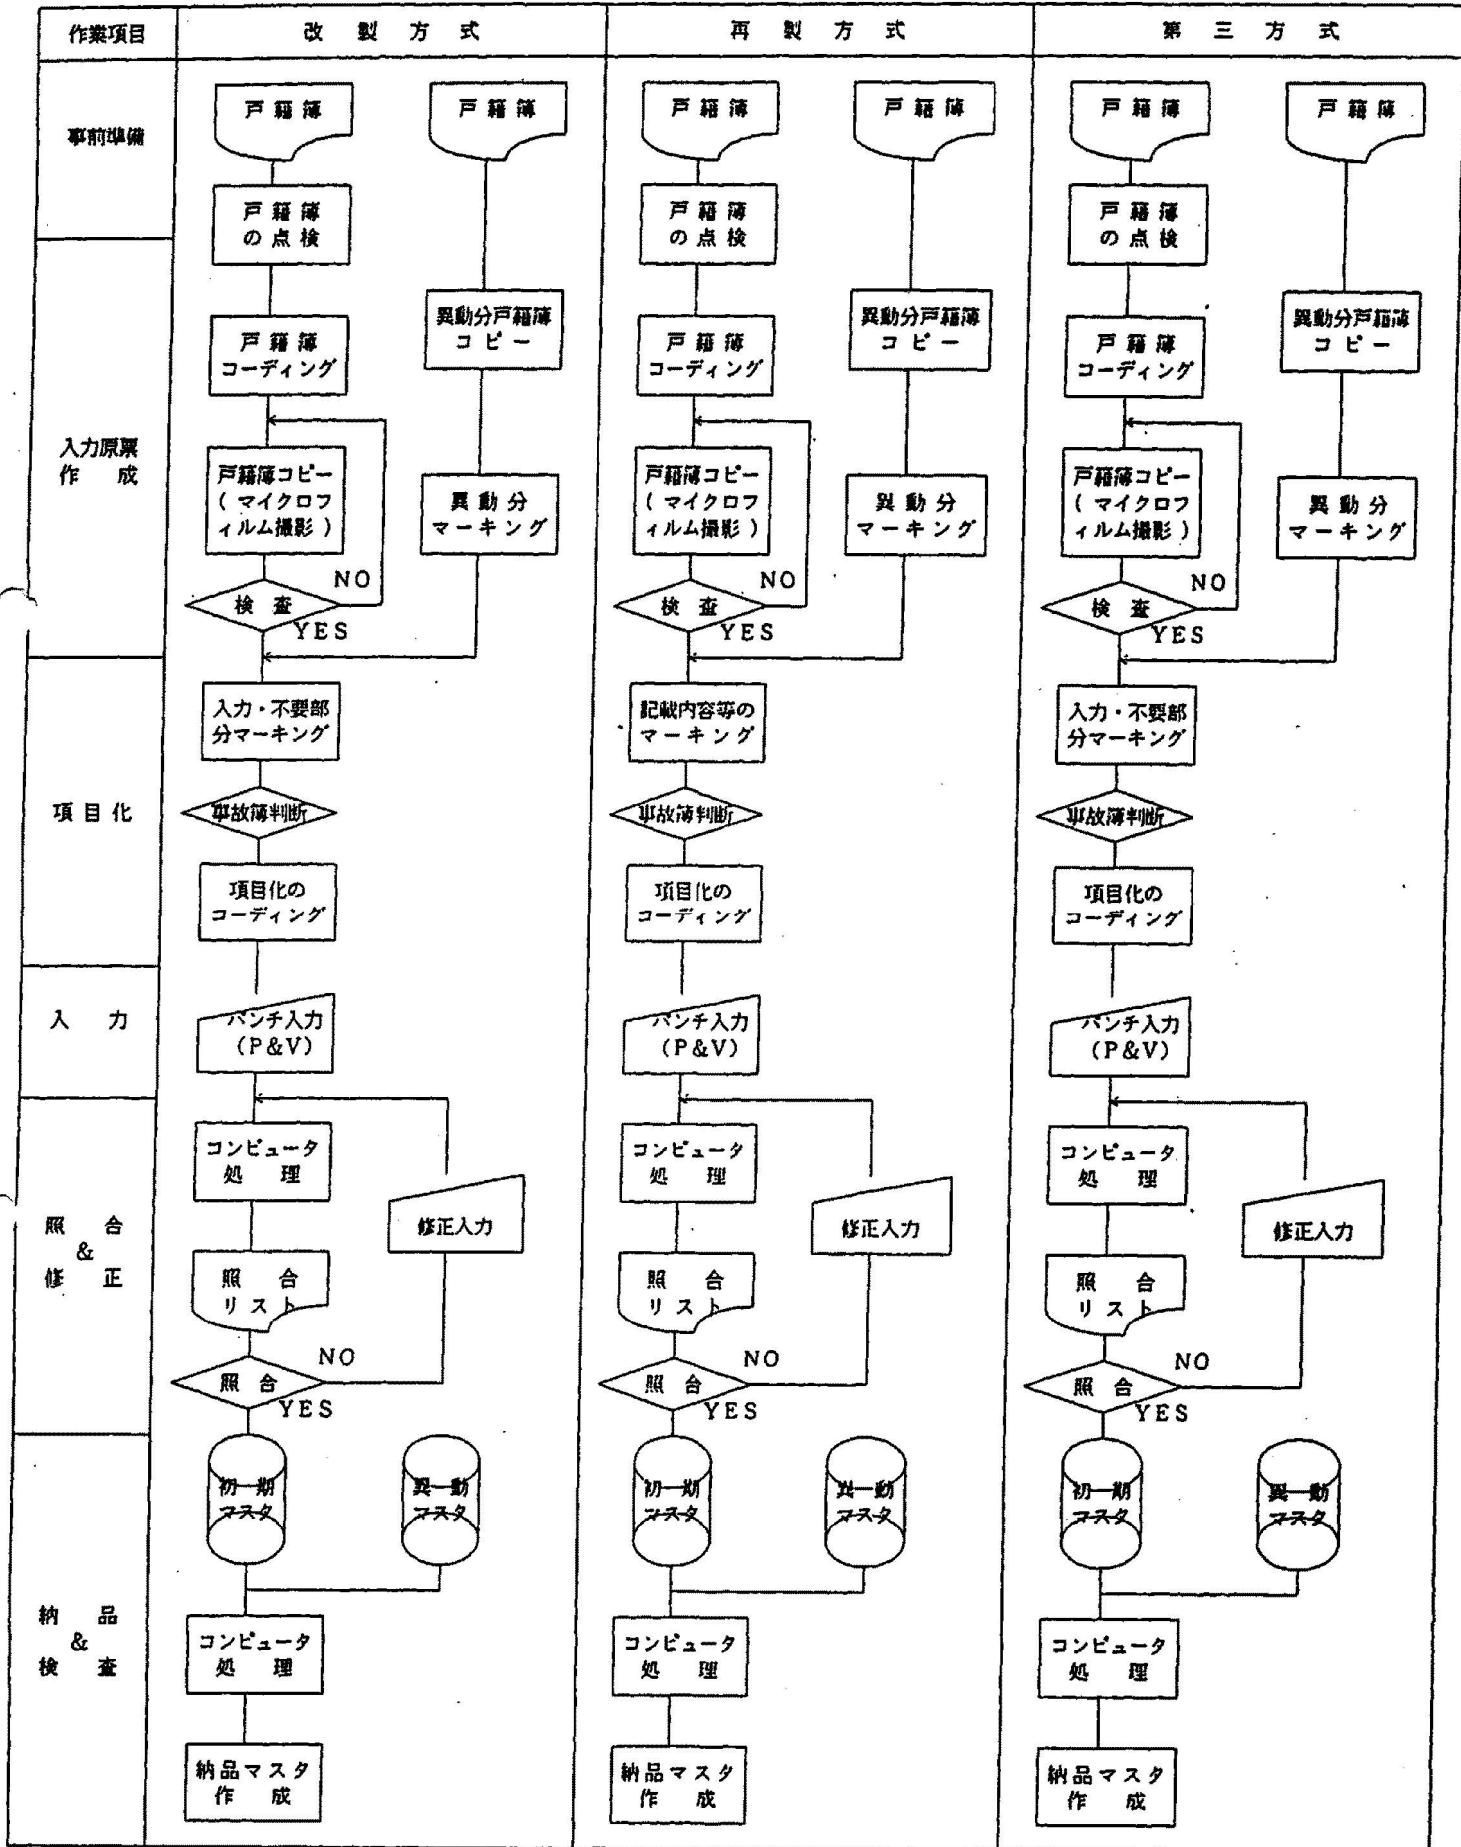 作業項目
改製方式
再製方式
第三方式
事前準備
戸籍簿
戸籍簿
戸籍簿
戸籍簿
戸籍簿
戸籍簿
戸籍簿
の点検
戸籍簿
の点検
戸籍簿
の点検
入力原票
作成
戸籍簿
コーディング
異動分戸籍簿
コピー
戸籍簿
コーディング
異動分戸籍簿
コピー
戸籍簿
コーディング
異動分戸籍簿
コピー
戸籍簿コピー
(マイクロフ
ィルム撮影)
異動分
マーキング
戸籍簿コピー
(マイクロフ
ィルム撮影)
異動分
マーキング
戸籍簿コピー
(マイクロフ
ィルム撮影)
異動分
マーキング
検査
NO
YES
検査
NO
YES
検査
NO
YES
項目化
入力・不要部
分マーキング
記載内容等の
マーキング
入力・不要部
分マーキング
事故簿判断
事故簿判断
事故簿判断
項目化の
コーディング
項目化の
コーディング
項目化の
コーディング
入力
パンチ入力
(P&V)
パンチ入力
(P&V)
パンチ入力
(P&V)
照合
&
修正
コンピュータ
処理
修正入力
コンピュータ
処理
修正入力
コンピュータ
処理
修正入力
照合
リスト
照合
リスト
照合
リスト
照合
NO
YES
照合
NO
YES
照合
NO
YES
納品
&
検査
初期
マスタ
異動
マスタ
初期
マスタ
異動
マスタ
初期
マスタ
異動
マスタ
コンピュータ
処理
コンピュータ
処理
コンピュータ
処理
納品マスタ
作成
納品マスタ
作成
納品マスタ
作成